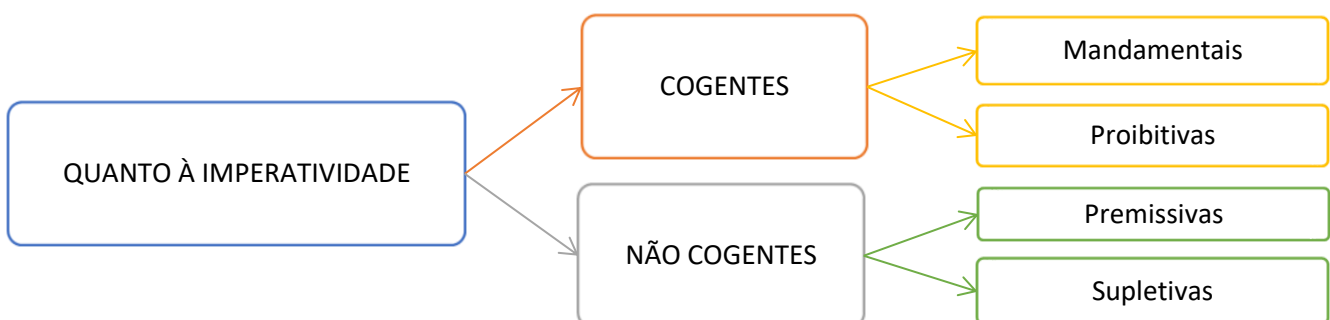 QUANTO À IMPERATIVIDADE
COGENTES
Mandamentais
Proibitivas
NÃO COGENTES
Premissivas
Supletivas